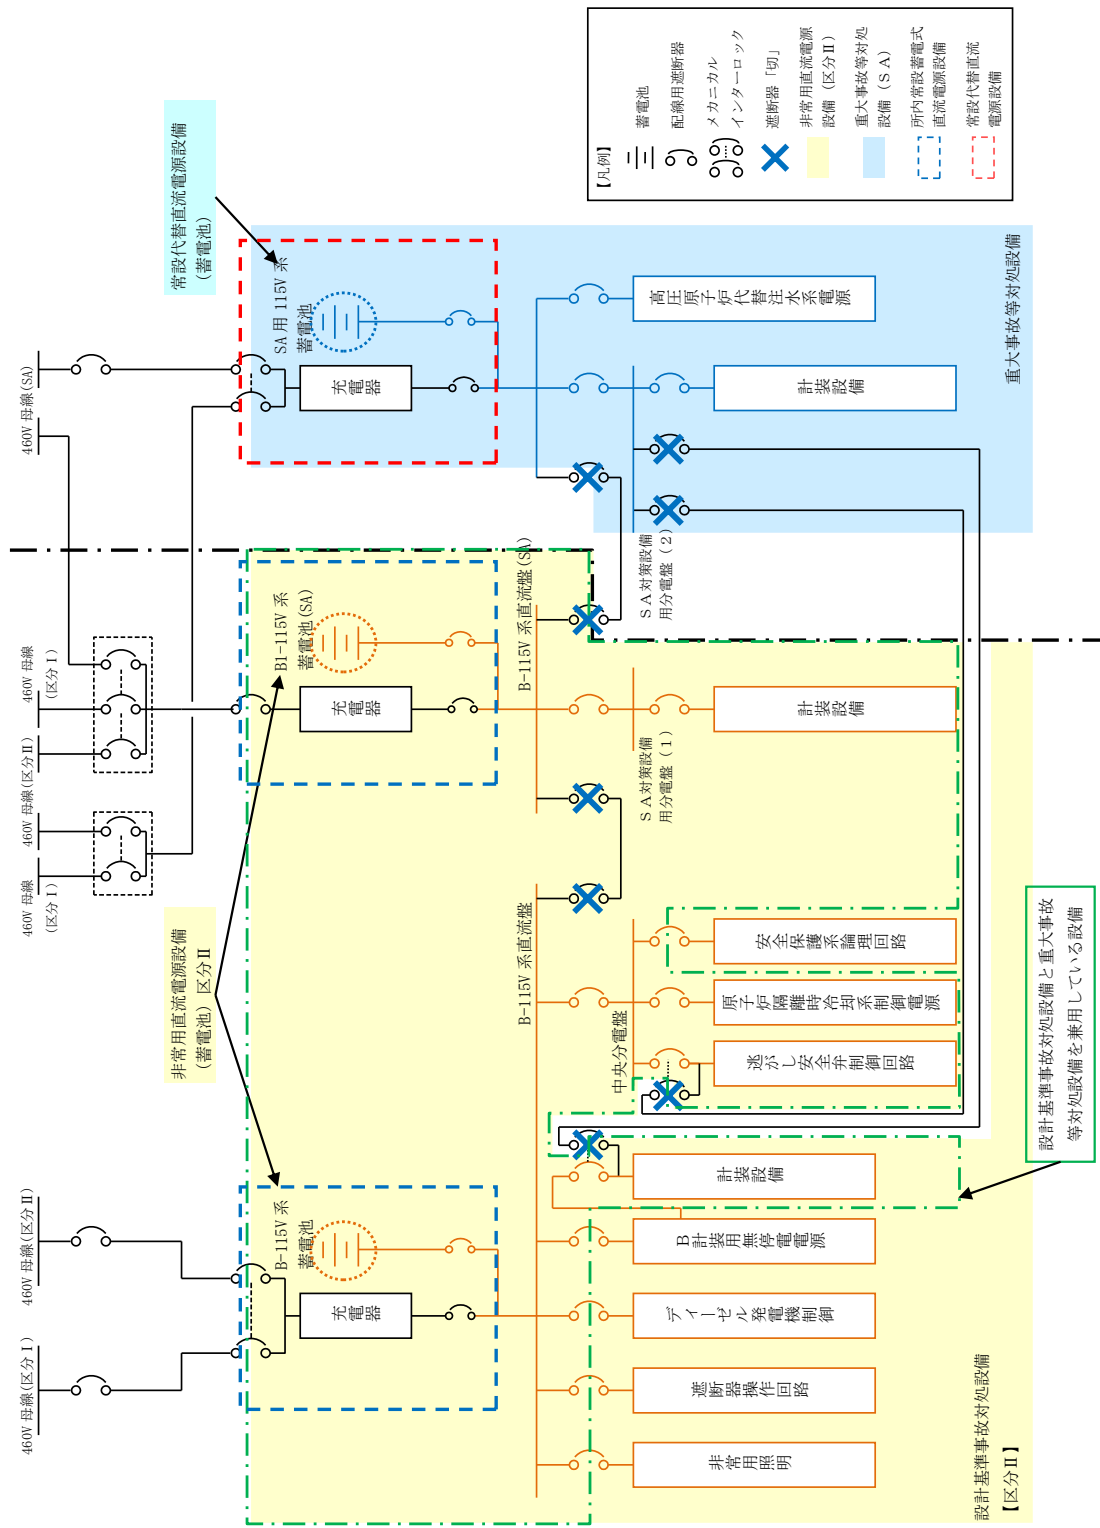 460V 母線(区分Ⅰ)
460V 母線(区分Ⅱ)
460V 母線
(区分Ⅰ)
460V 母線(区分Ⅱ)
460V 母線
(区分Ⅰ)
460V 母線(SA)
非常用直流電源設備
(蓄電池) 区分Ⅱ
常設代替直流電源設備
(蓄電池)
B-115V 系
蓄電池
充電器
B1-115V 系
蓄電池(SA)
充電器
SA 用 115V 系
蓄電池
充電器
B-115V 系直流盤
B-115V 系直流盤(SA)
中央分電盤
SA対策設備
用分電盤(1)
SA対策設備
用分電盤(2)
非常用照明
遮断器操作回路
ディーゼル発電機制御
B計装用無停電電源
計装設備
逃がし安全弁制御回路
原子炉隔離時冷却系制御電源
安全保護系論理回路
計装設備
計装設備
高圧原子炉代替注水系電源
設計基準事故対処設備
【区分Ⅱ】
重大事故等対処設備
設計基準事故対処設備と重大事故
等対処設備を兼用している設備
【凡例】
蓄電池
配線用遮断器
メカニカル
インターロック
遮断器「切」
非常用直流電源
設備(区分Ⅱ)
重大事故等対処
設備(SA)
所内常設蓄電式
直流電源設備
常設代替直流
電源設備